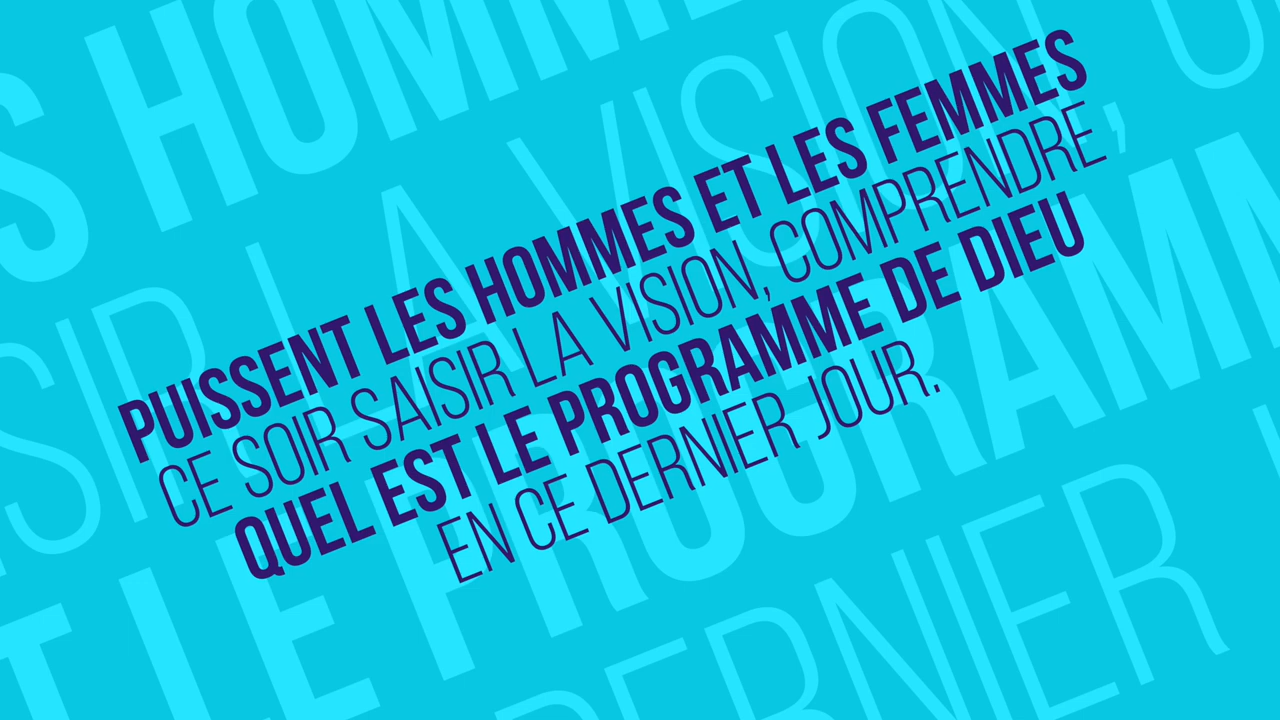 PUISSENT LES HOMMES ET LES FEMMES
CE SOIR SAISIR LA VISION, COMPRENDRE,
QUEL EST LE PROGRAMME DE DIEU
EN CE DERNIER JOUR.